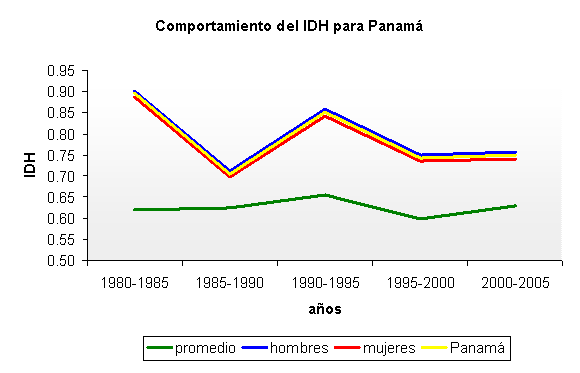 Comportamiento del IDH para Panamá
0.95
0.90
0.85
0.80
0.75
0.70
0.65
0.60
0.55
0.50
IDH
1980-1985 1985-1990 1990-1995 1995-2000 2000-2005
años
promedio hombres mujeres Panamá